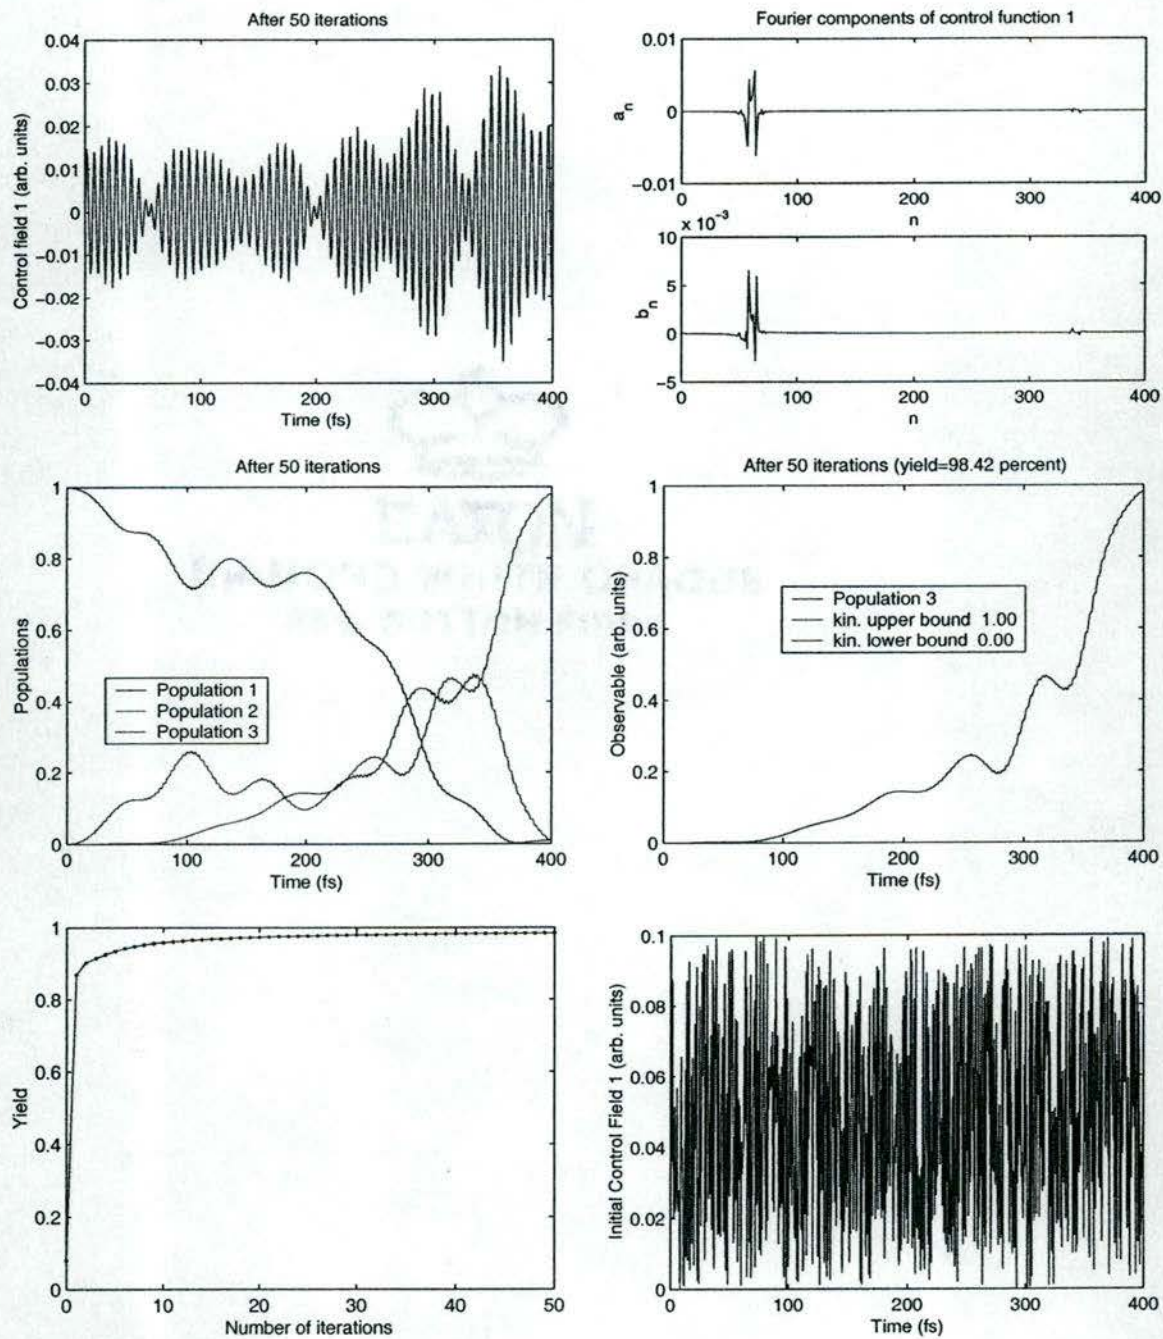 After 50 iterations
0.04
0.03
0.02
0.01
0
−0.01
−0.02
−0.03
−0.04
Control field 1 (arb. units)
0 100 200 300 400
Time (fs)
Fourier components of control function 1
0.01
0
−0.01
a_n
0 100 200 300 400
n
x 10^-3
10
5
0
−5
b_n
0 100 200 300 400
n
After 50 iterations
1
0.8
0.6
0.4
0.2
0
Populations
Population 1
Population 2
Population 3
0 100 200 300 400
Time (fs)
After 50 iterations (yield=98.42 percent)
1
0.8
0.6
0.4
0.2
0
Observable (arb. units)
Population 3
kin. upper bound 1.00
kin. lower bound 0.00
0 100 200 300 400
Time (fs)
1
0.8
0.6
0.4
0.2
0
Yield
0 10 20 30 40 50
Number of iterations
0.1
0.08
0.06
0.04
0.02
0
Initial Control Field 1 (arb. units)
0 100 200 300 400
Time (fs)